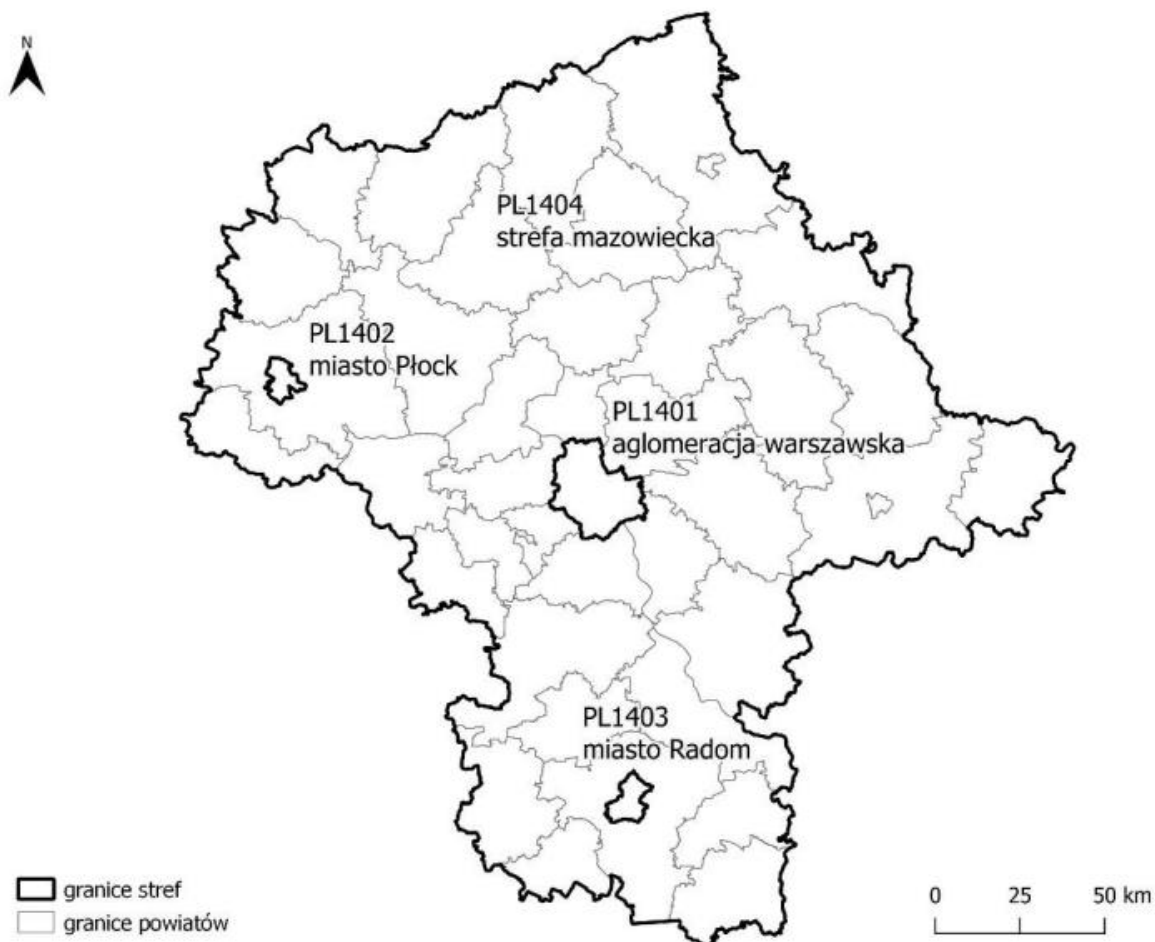 N
PL1404
strefa mazowiecka
PL1402
miasto Płock
PL1401
aglomeracja warszawska
PL1403
miasto Radom
granice stref
granice powiatów
0 25 50 km